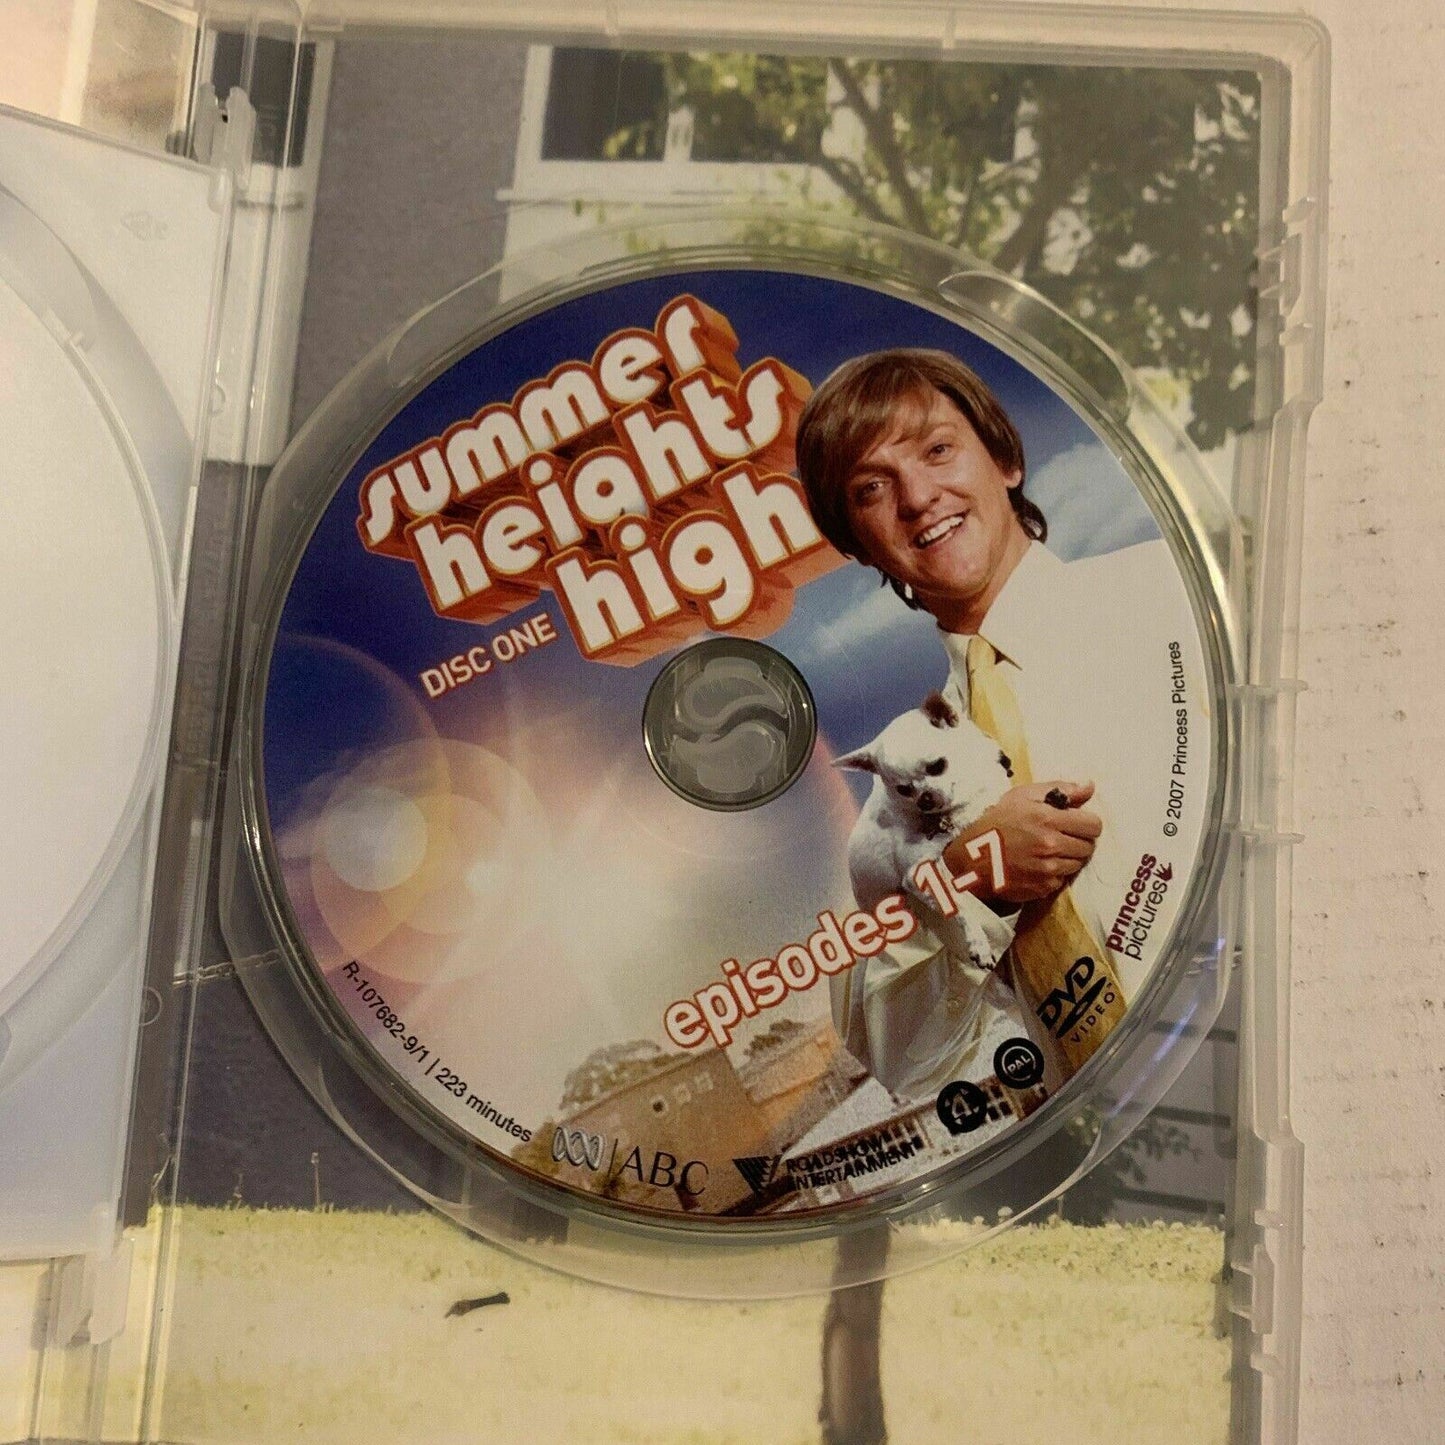 summer
heights
high
DISC ONE
episodes 1-7
© 2007 Princess Pictures
princess
pictures
DVD
VIDEO
PAL
4
R-107682-9/1 | 223 minutes
ABC
ROADSHOW
ENTERTAINMENT